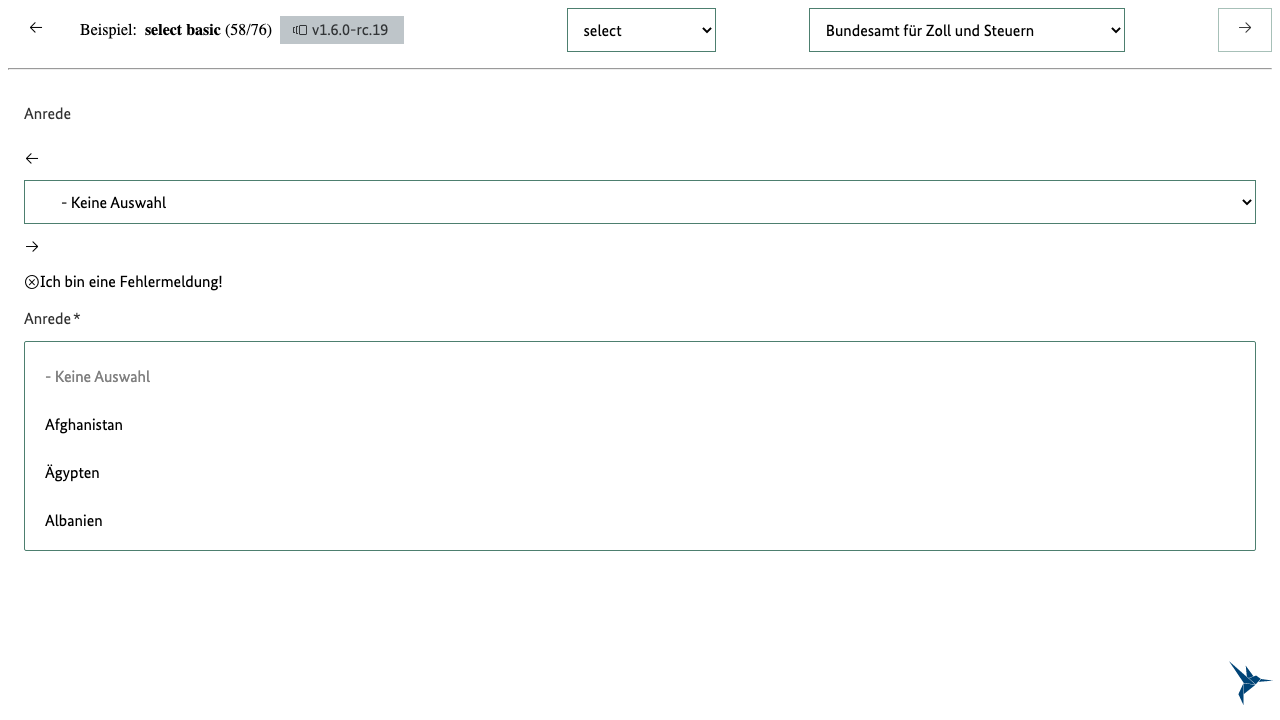 Beispiel: select basic (58/76) v1.6.0-rc.19 select Bundesamt für Zoll und Steuern
Anrede
- Keine Auswahl
Ich bin eine Fehlermeldung!
Anrede *
- Keine Auswahl
Afghanistan
Ägypten
Albanien